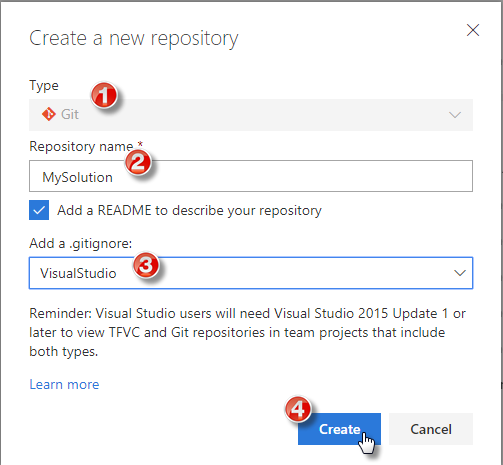 Create a new repository
Type
1
Git
Repository name *
2
MySolution
Add a README to describe your repository
Add a .gitignore:
VisualStudio
3
Reminder: Visual Studio users will need Visual Studio 2015 Update 1 or
later to view TFVC and Git repositories in team projects that include
both types.
Learn more
4
Create
Cancel